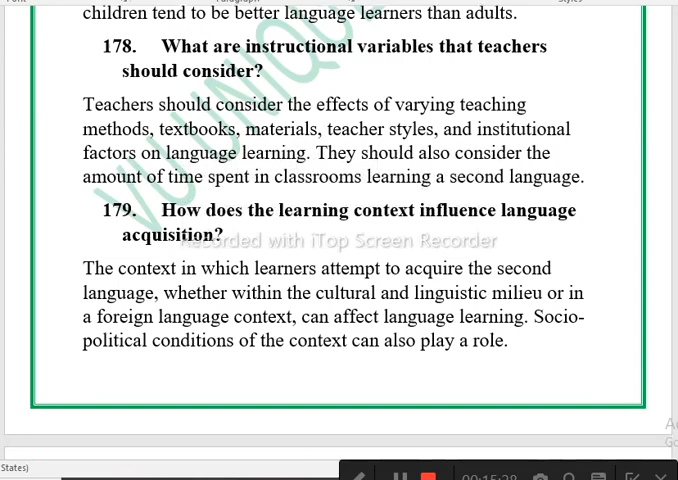 children tend to be better language learners than adults.
178. What are instructional variables that teachers
should consider?
Teachers should consider the effects of varying teaching
methods, textbooks, materials, teacher styles, and institutional
factors on language learning. They should also consider the
amount of time spent in classrooms learning a second language.
179. How does the learning context influence language
acquisition?
Recorded with iTop Screen Recorder
The context in which learners attempt to acquire the second
language, whether within the cultural and linguistic milieu or in
a foreign language context, can affect language learning. Socio-
political conditions of the context can also play a role.
VU UNIQU
States)
00:15:28